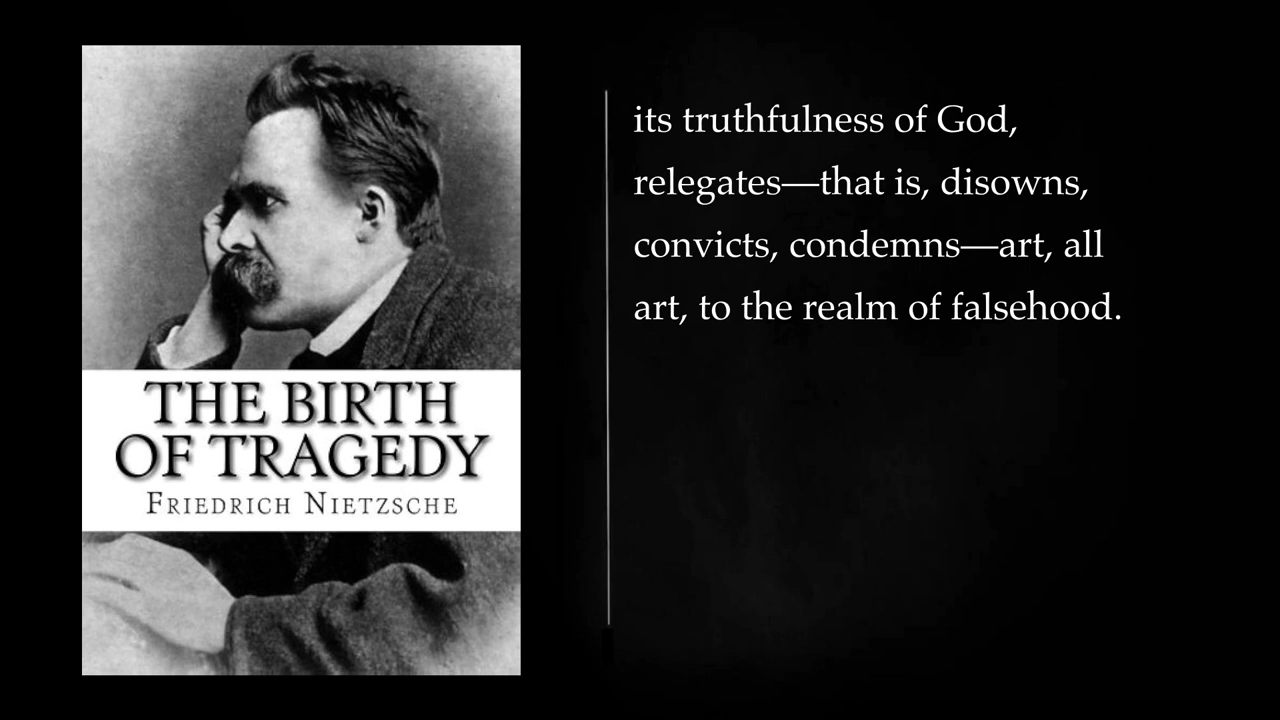 THE BIRTH
OF TRAGEDY
FRIEDRICH NIETZSCHE
its truthfulness of God,
relegates—that is, disowns,
convicts, condemns—art, all
art, to the realm of falsehood.